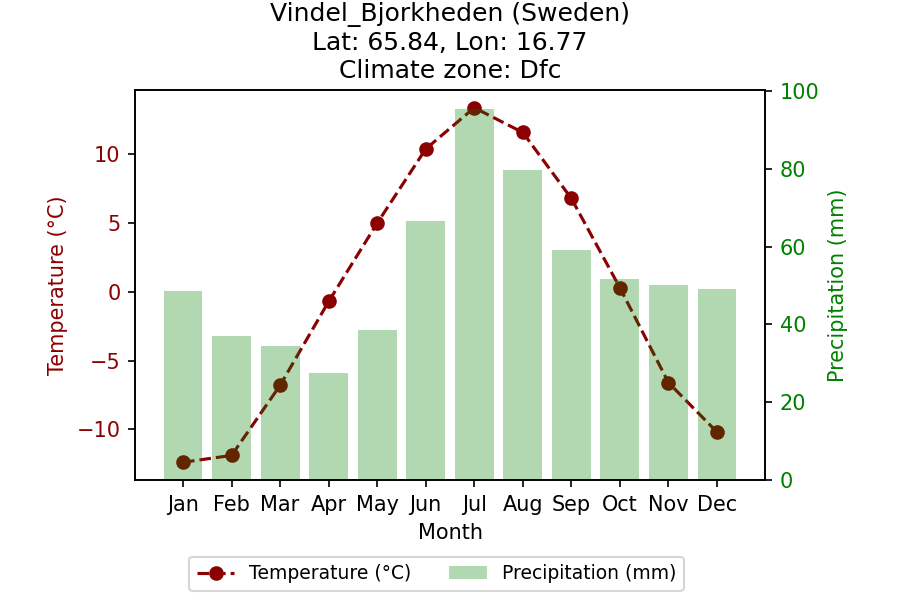 Vindel_Bjorkheden (Sweden)
Lat: 65.84, Lon: 16.77
Climate zone: Dfc
Temperature (°C)
10
5
0
−5
−10
100
80
60
40
20
0
Precipitation (mm)
Jan Feb Mar Apr May Jun Jul Aug Sep Oct Nov Dec
Month
Temperature (°C) Precipitation (mm)